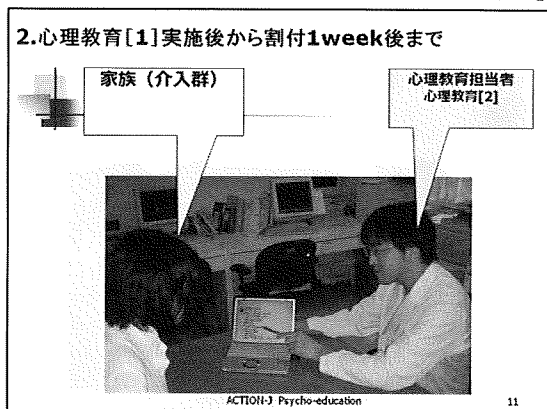 2.心理教育[1]実施後から割付1week後まで
家族（介入群）
心理教育担当者
心理教育[2]
ACTION-J Psycho-education
11